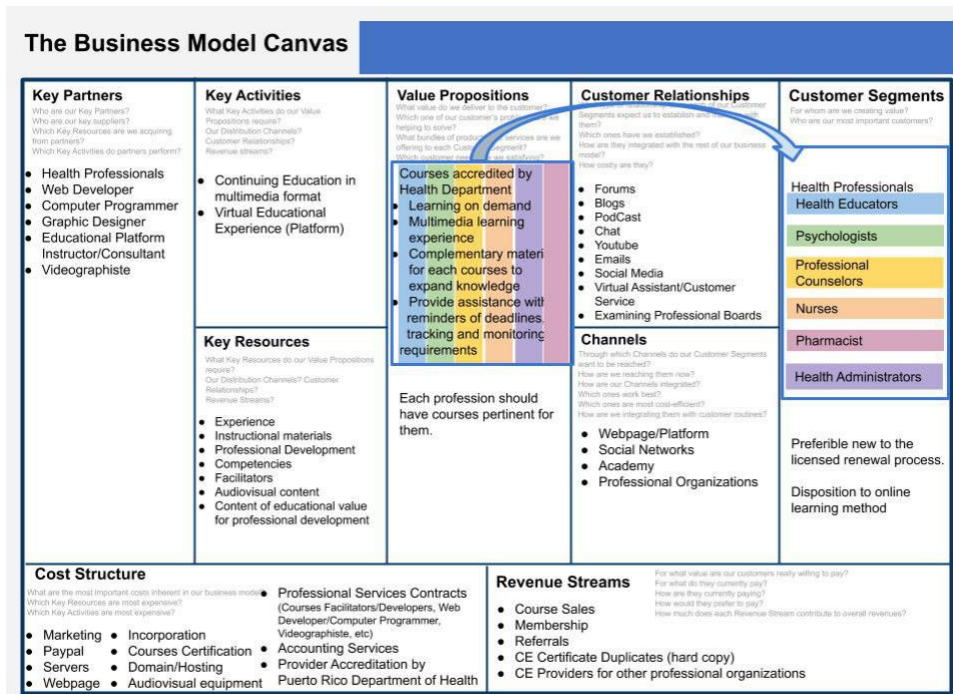 The Business Model Canvas
Key Partners
Who are our Key Partners?
Who are our key suppliers?
Which Key Resources are we acquiring
from partners?
Which Key Activities do partners perform?
● Health Professionals
● Web Developer
● Computer Programmer
● Graphic Designer
● Educational Platform
Instructor/Consultant
● Videographiste
Key Activities
What Key Activities do our Value
Propositions require?
Our Distribution Channels?
Customer Relationships?
Revenue streams?
● Continuing Education in
multimedia format
● Virtual Educational
Experience (Platform)
Key Resources
What Key Resources do our Value Propositions
require?
Our Distribution Channels? Customer
Relationships?
Revenue Streams?
● Experience
● Instructional materials
● Professional Development
● Competencies
● Facilitators
● Audiovisual content
● Content of educational value
for professional development
Value Propositions
What value do we deliver to the customer?
Which one of our customer's
helping to solve?
What bundles of services are we
offering to each Segment?
Which customer satisfying?
Courses accredited by
Health Department
● Learning on demand
● Multimedia learning
experience
● Complementary
for each courses to
expand knowledge
● Provide assistance with
reminders of deadlines,
tracking and monitoring
requirements
Each profession should
have courses pertinent for
them.
Customer Relationships
of our Customer
Segments expect us to establish and with
them?
Which ones have we established?
How are they integrated with the rest of our business
model?
How costly are they?
● Forums
● Blogs
● PodCast
● Chat
● Youtube
● Emails
● Social Media
● Virtual Assistant/Customer
Service
● Examining Professional Boards
Channels
Through which Channels do our Customer Segments
want to be reached?
How are we reaching them now?
How are our Channels integrated?
Which ones work best?
Which ones are most cost-efficient?
How are we integrating them with customer routines?
● Webpage/Platform
● Social Networks
● Academy
● Professional Organizations
Customer Segments
For whom are we creating value?
Who are our most important customers?
Health Professionals
Health Educators
Psychologists
Professional
Counselors
Nurses
Pharmacist
Health Administrators
Preferible new to the
licensed renewal process.
Disposition to online
learning method
Cost Structure
What are the most important costs inherent in our business
Which Key Resources are most expensive?
Which Key Activities are most expensive?
● Marketing
● Paypal
● Servers
● Webpage
● Incorporation
● Courses Certification
● Domain/Hosting
● Audiovisual equipment
● Professional Services Contracts
(Courses Facilitators/Developers, Web
Developer/Computer Programmer,
Videographiste, etc)
● Accounting Services
● Provider Accreditation by
Puerto Rico Department of Health
Revenue Streams
For what value are our customers really willing to pay?
For what do they currently pay?
How are they currently paying?
How would they prefer to pay?
How much does each Revenue Stream contribute to overall revenues?
● Course Sales
● Membership
● Referrals
● CE Certificate Duplicates (hard copy)
● CE Providers for other professional organizations